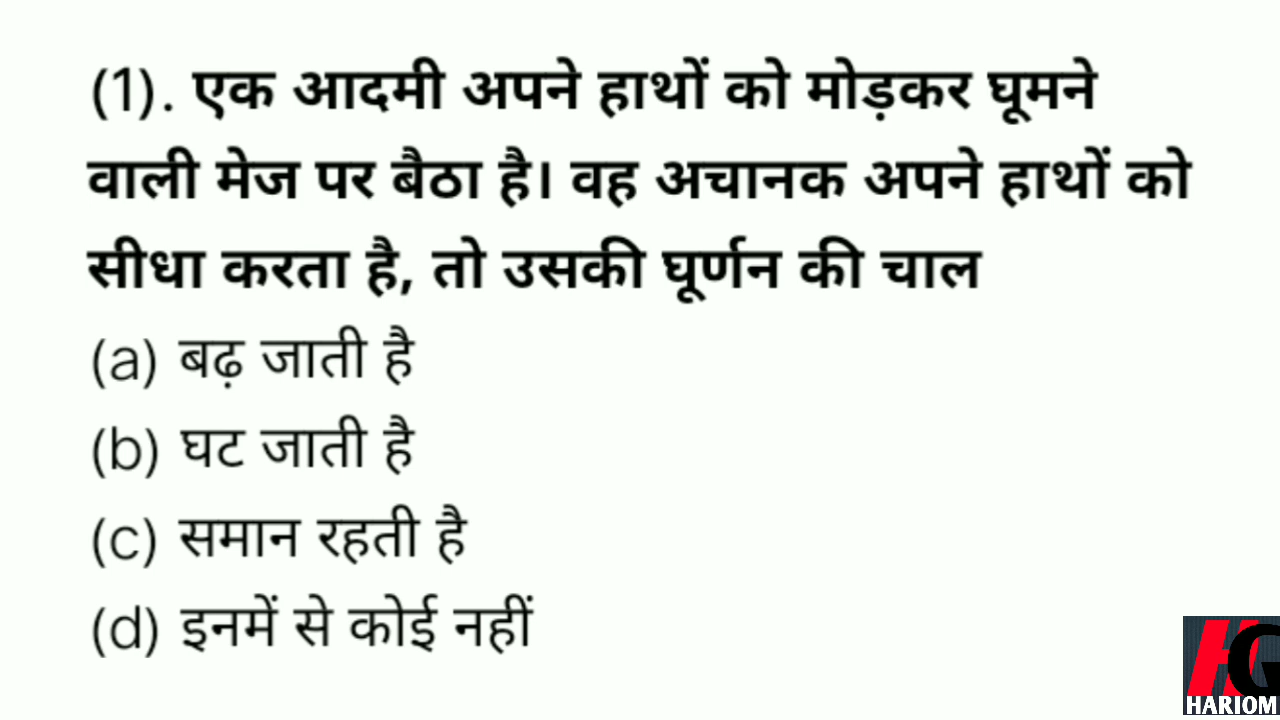 (1). एक आदमी अपने हाथों को मोड़कर घूमने
वाली मेज पर बैठा है। वह अचानक अपने हाथों को
सीधा करता है, तो उसकी घूर्णन की चाल
(a) बढ़ जाती है
(b) घट जाती है
(c) समान रहती है
(d) इनमें से कोई नहीं
HG
HARIOM